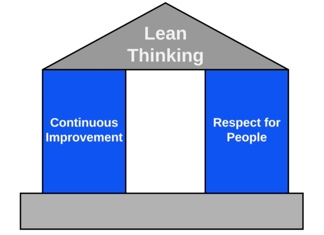 Lean
Thinking
Continuous
Improvement
Respect for
People